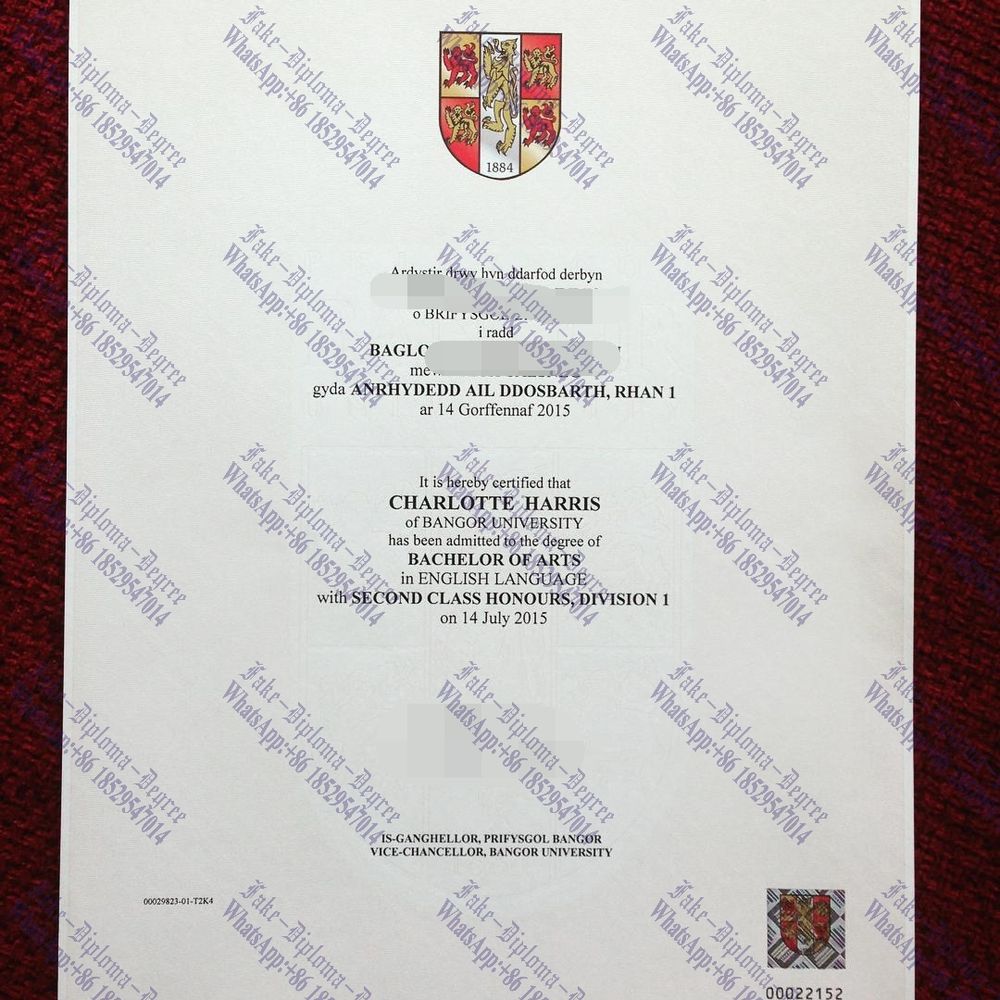 1884
Ardystir drwy hyn ddarfod derbyn
o BRIFYSGOL
i radd
gyda ANRHYDEDD AIL DDOSBARTH, RHAN 1
ar 14 Gorffennaf 2015
It is hereby certified that
CHARLOTTE HARRIS
of BANGOR UNIVERSITY
has been admitted to the degree of
BACHELOR OF ARTS
in ENGLISH LANGUAGE
with SECOND CLASS HONOURS, DIVISION 1
on 14 July 2015
IS-GANGHELLOR, PRIFYSGOL BANGOR
VICE-CHANCELLOR, BANGOR UNIVERSITY
00029823-01-T2K4
00022152
Fake-Diploma-Degree
WhatsApp:+86 18529547014